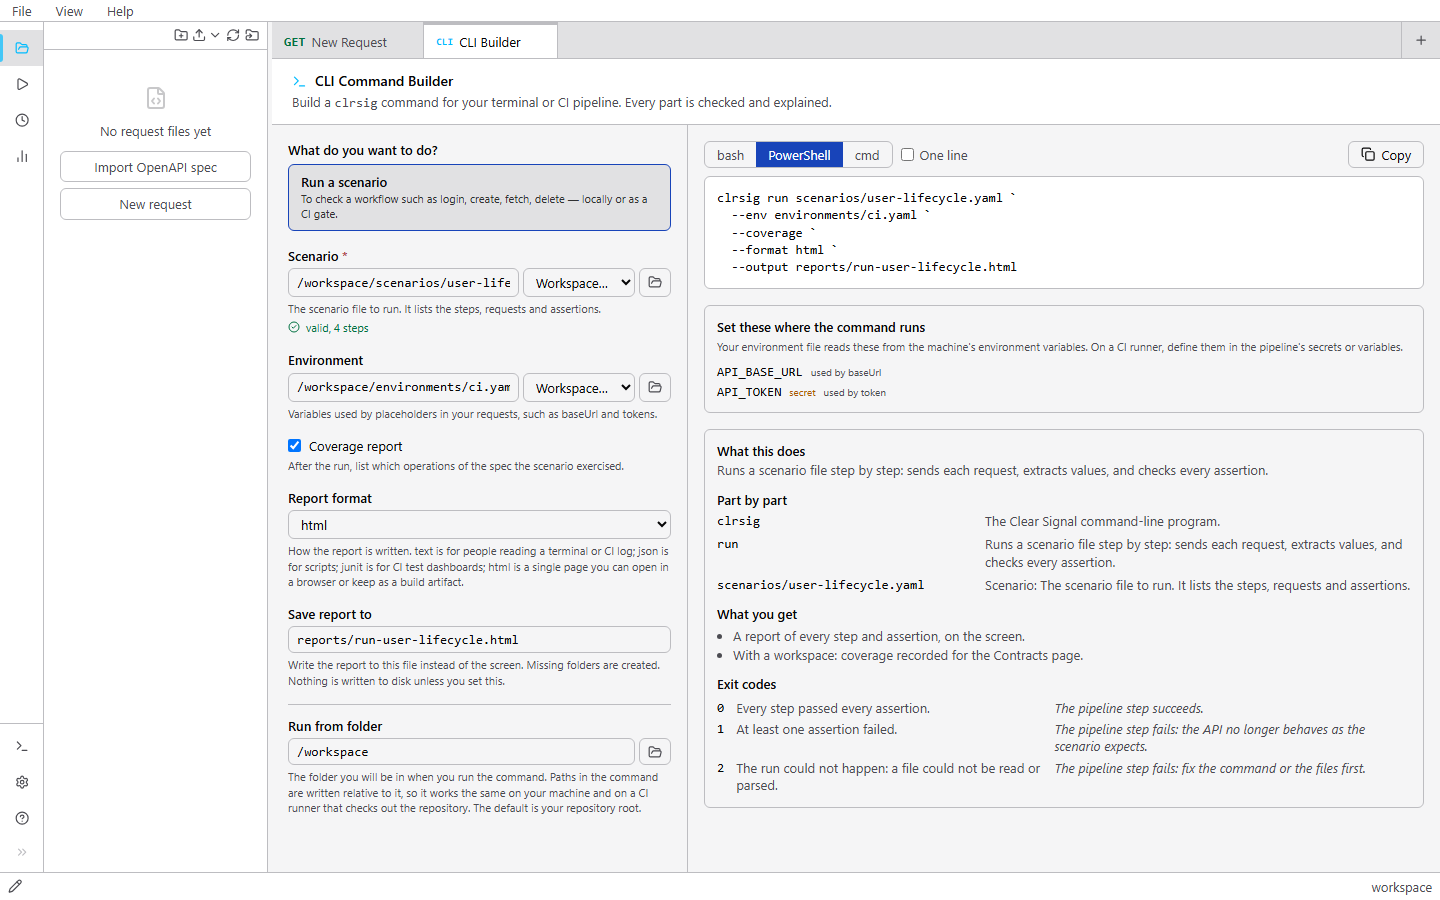 File View Help
GET New Request
CLI CLI Builder
No request files yet
Import OpenAPI spec
New request
CLI Command Builder
Build a clrsig command for your terminal or CI pipeline. Every part is checked and explained.
What do you want to do?
Run a scenario
To check a workflow such as login, create, fetch, delete — locally or as a
CI gate.
Scenario *
/workspace/scenarios/user-life
Workspace...
The scenario file to run. It lists the steps, requests and assertions.
valid, 4 steps
Environment
/workspace/environments/ci.yam
Workspace...
Variables used by placeholders in your requests, such as baseUrl and tokens.
Coverage report
After the run, list which operations of the spec the scenario exercised.
Report format
html
How the report is written. text is for people reading a terminal or CI log; json is
for scripts; junit is for CI test dashboards; html is a single page you can open in
a browser or keep as a build artifact.
Save report to
reports/run-user-lifecycle.html
Write the report to this file instead of the screen. Missing folders are created.
Nothing is written to disk unless you set this.
Run from folder
/workspace
The folder you will be in when you run the command. Paths in the command
are written relative to it, so it works the same on your machine and on a CI
runner that checks out the repository. The default is your repository root.
bash PowerShell cmd One line Copy
clrsig run scenarios/user-lifecycle.yaml `
--env environments/ci.yaml `
--coverage `
--format html `
--output reports/run-user-lifecycle.html
Set these where the command runs
Your environment file reads these from the machine's environment variables. On a CI runner, define them in the pipeline's secrets or variables.
API_BASE_URL used by baseUrl
API_TOKEN secret used by token
What this does
Runs a scenario file step by step: sends each request, extracts values, and checks every assertion.
Part by part
clrsig The Clear Signal command-line program.
run Runs a scenario file step by step: sends each request, extracts values, and
checks every assertion.
scenarios/user-lifecycle.yaml Scenario: The scenario file to run. It lists the steps, requests and assertions.
What you get
• A report of every step and assertion, on the screen.
• With a workspace: coverage recorded for the Contracts page.
Exit codes
0 Every step passed every assertion. The pipeline step succeeds.
1 At least one assertion failed. The pipeline step fails: the API no longer behaves as the
scenario expects.
2 The run could not happen: a file could not be read or The pipeline step fails: fix the command or the files first.
parsed.
workspace